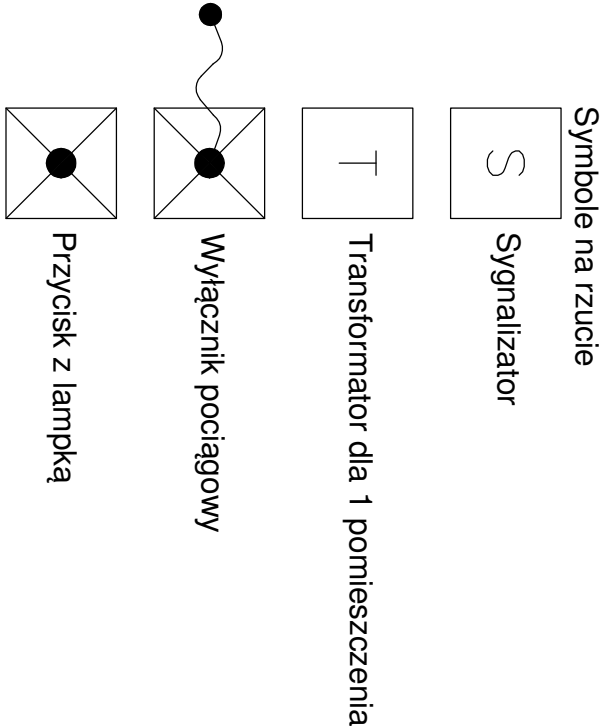 Symbole na rzucie
S
Sygnalizator
T
Transformator dla 1 pomieszczenia
Wyłącznik pociągowy
Przycisk z lampką